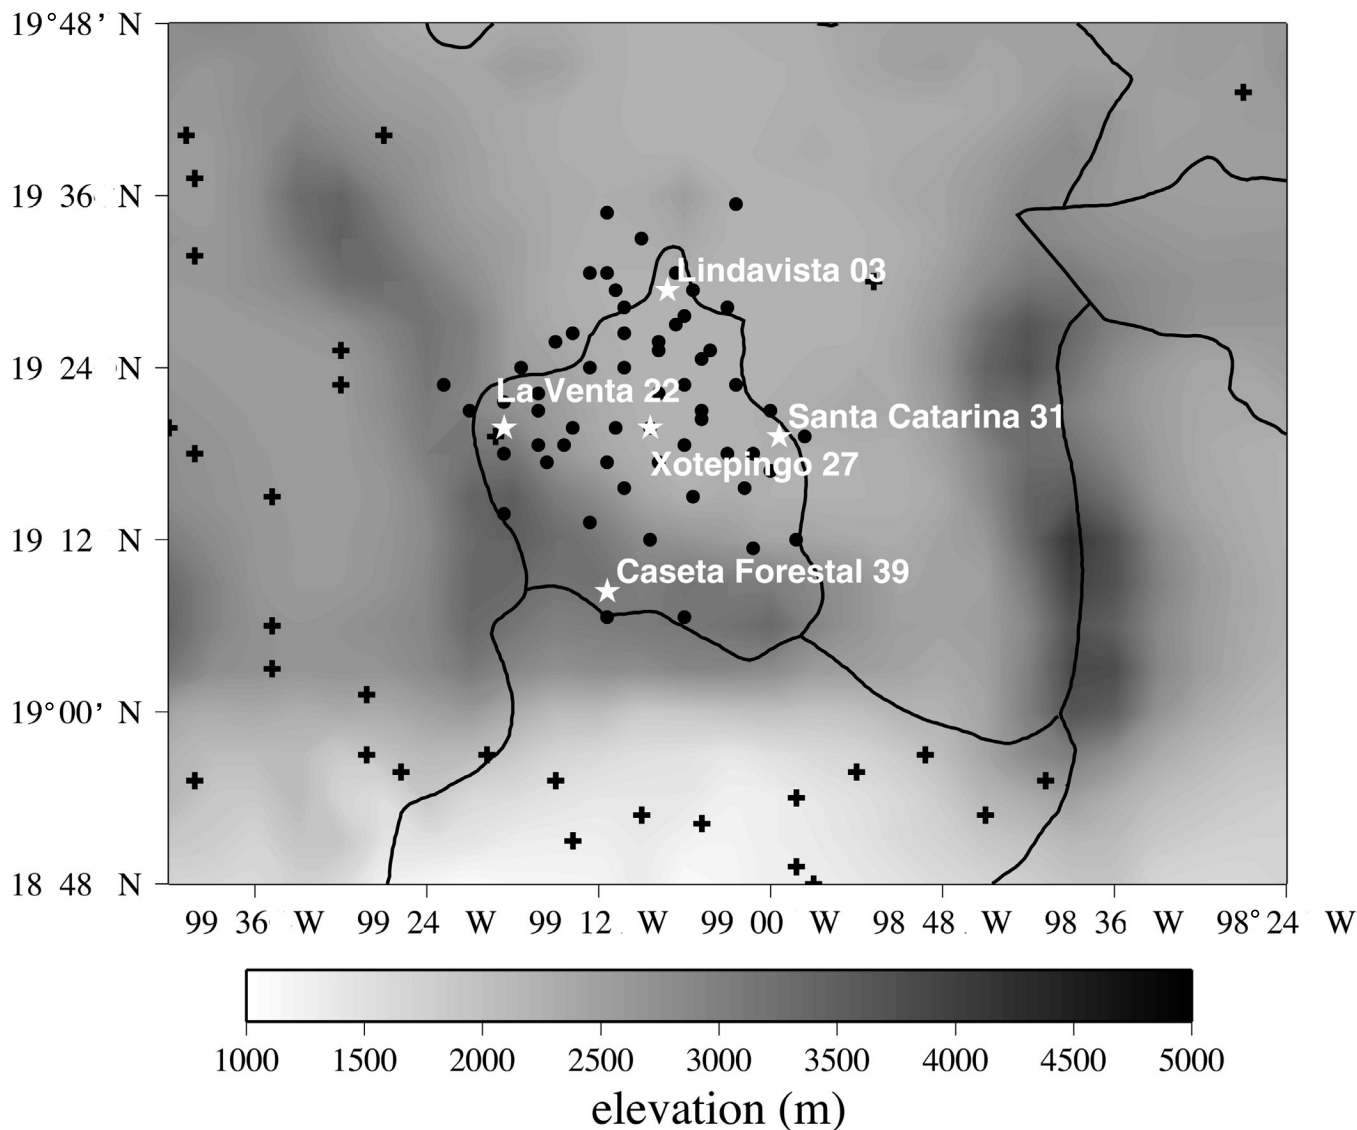 19°48’ N
19 36 N
Lindavista 03
19 24 N
La Venta 22
Santa Catarina 31
Xotepingo 27
19 12 N
Caseta Forestal 39
19°00’ N
18 48 N
99 36 W 99 24 W 99 12 W 99 00 W 98 48 W 98 36 W 98°24 W
1000 1500 2000 2500 3000 3500 4000 4500 5000
elevation (m)